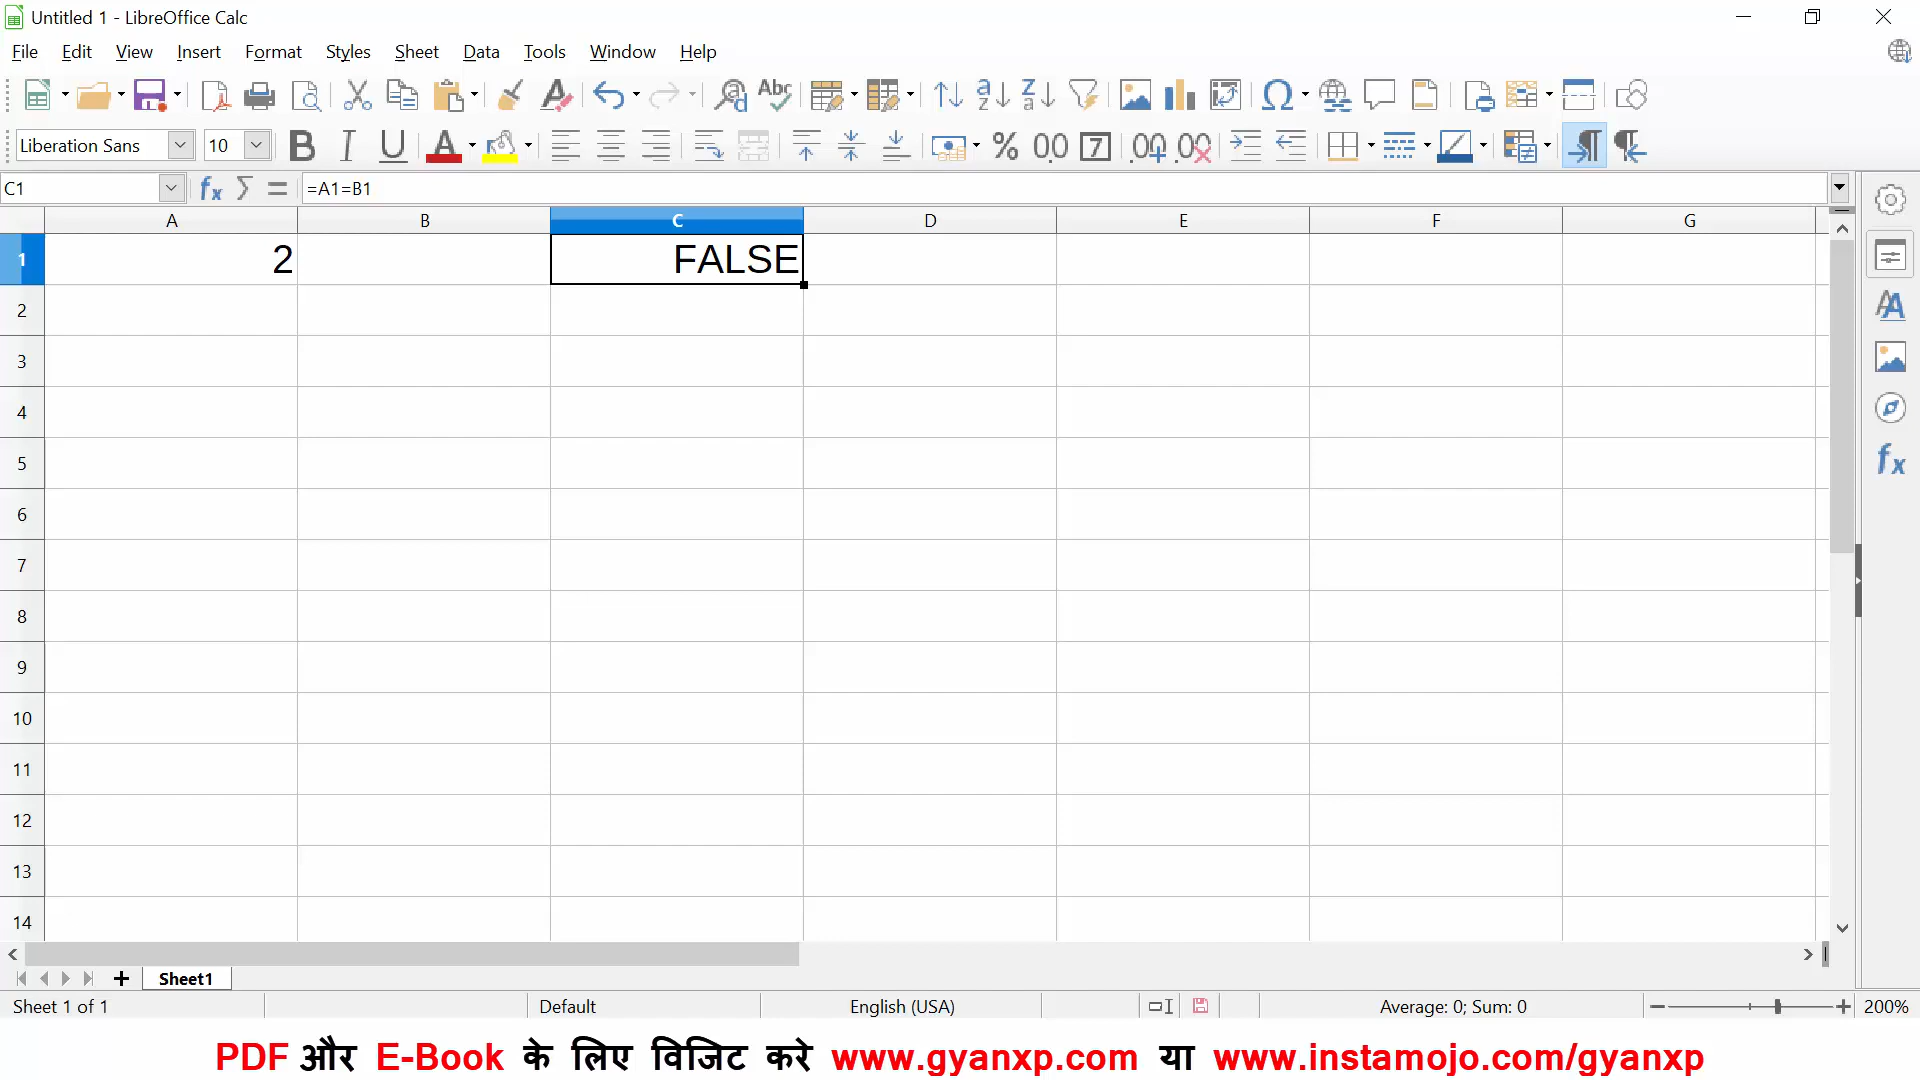 Untitled 1 - LibreOffice Calc
File Edit View Insert Format Styles Sheet Data Tools Window Help
Liberation Sans 10
C1 =A1=B1
A B C D E F G
1 2 FALSE
2
3
4
5
6
7
8
9
10
11
12
13
14
Sheet1
Sheet 1 of 1 Default English (USA) Average: 0; Sum: 0 200%
PDF और E-Book के लिए विजिट करे www.gyanxp.com या www.instamojo.com/gyanxp